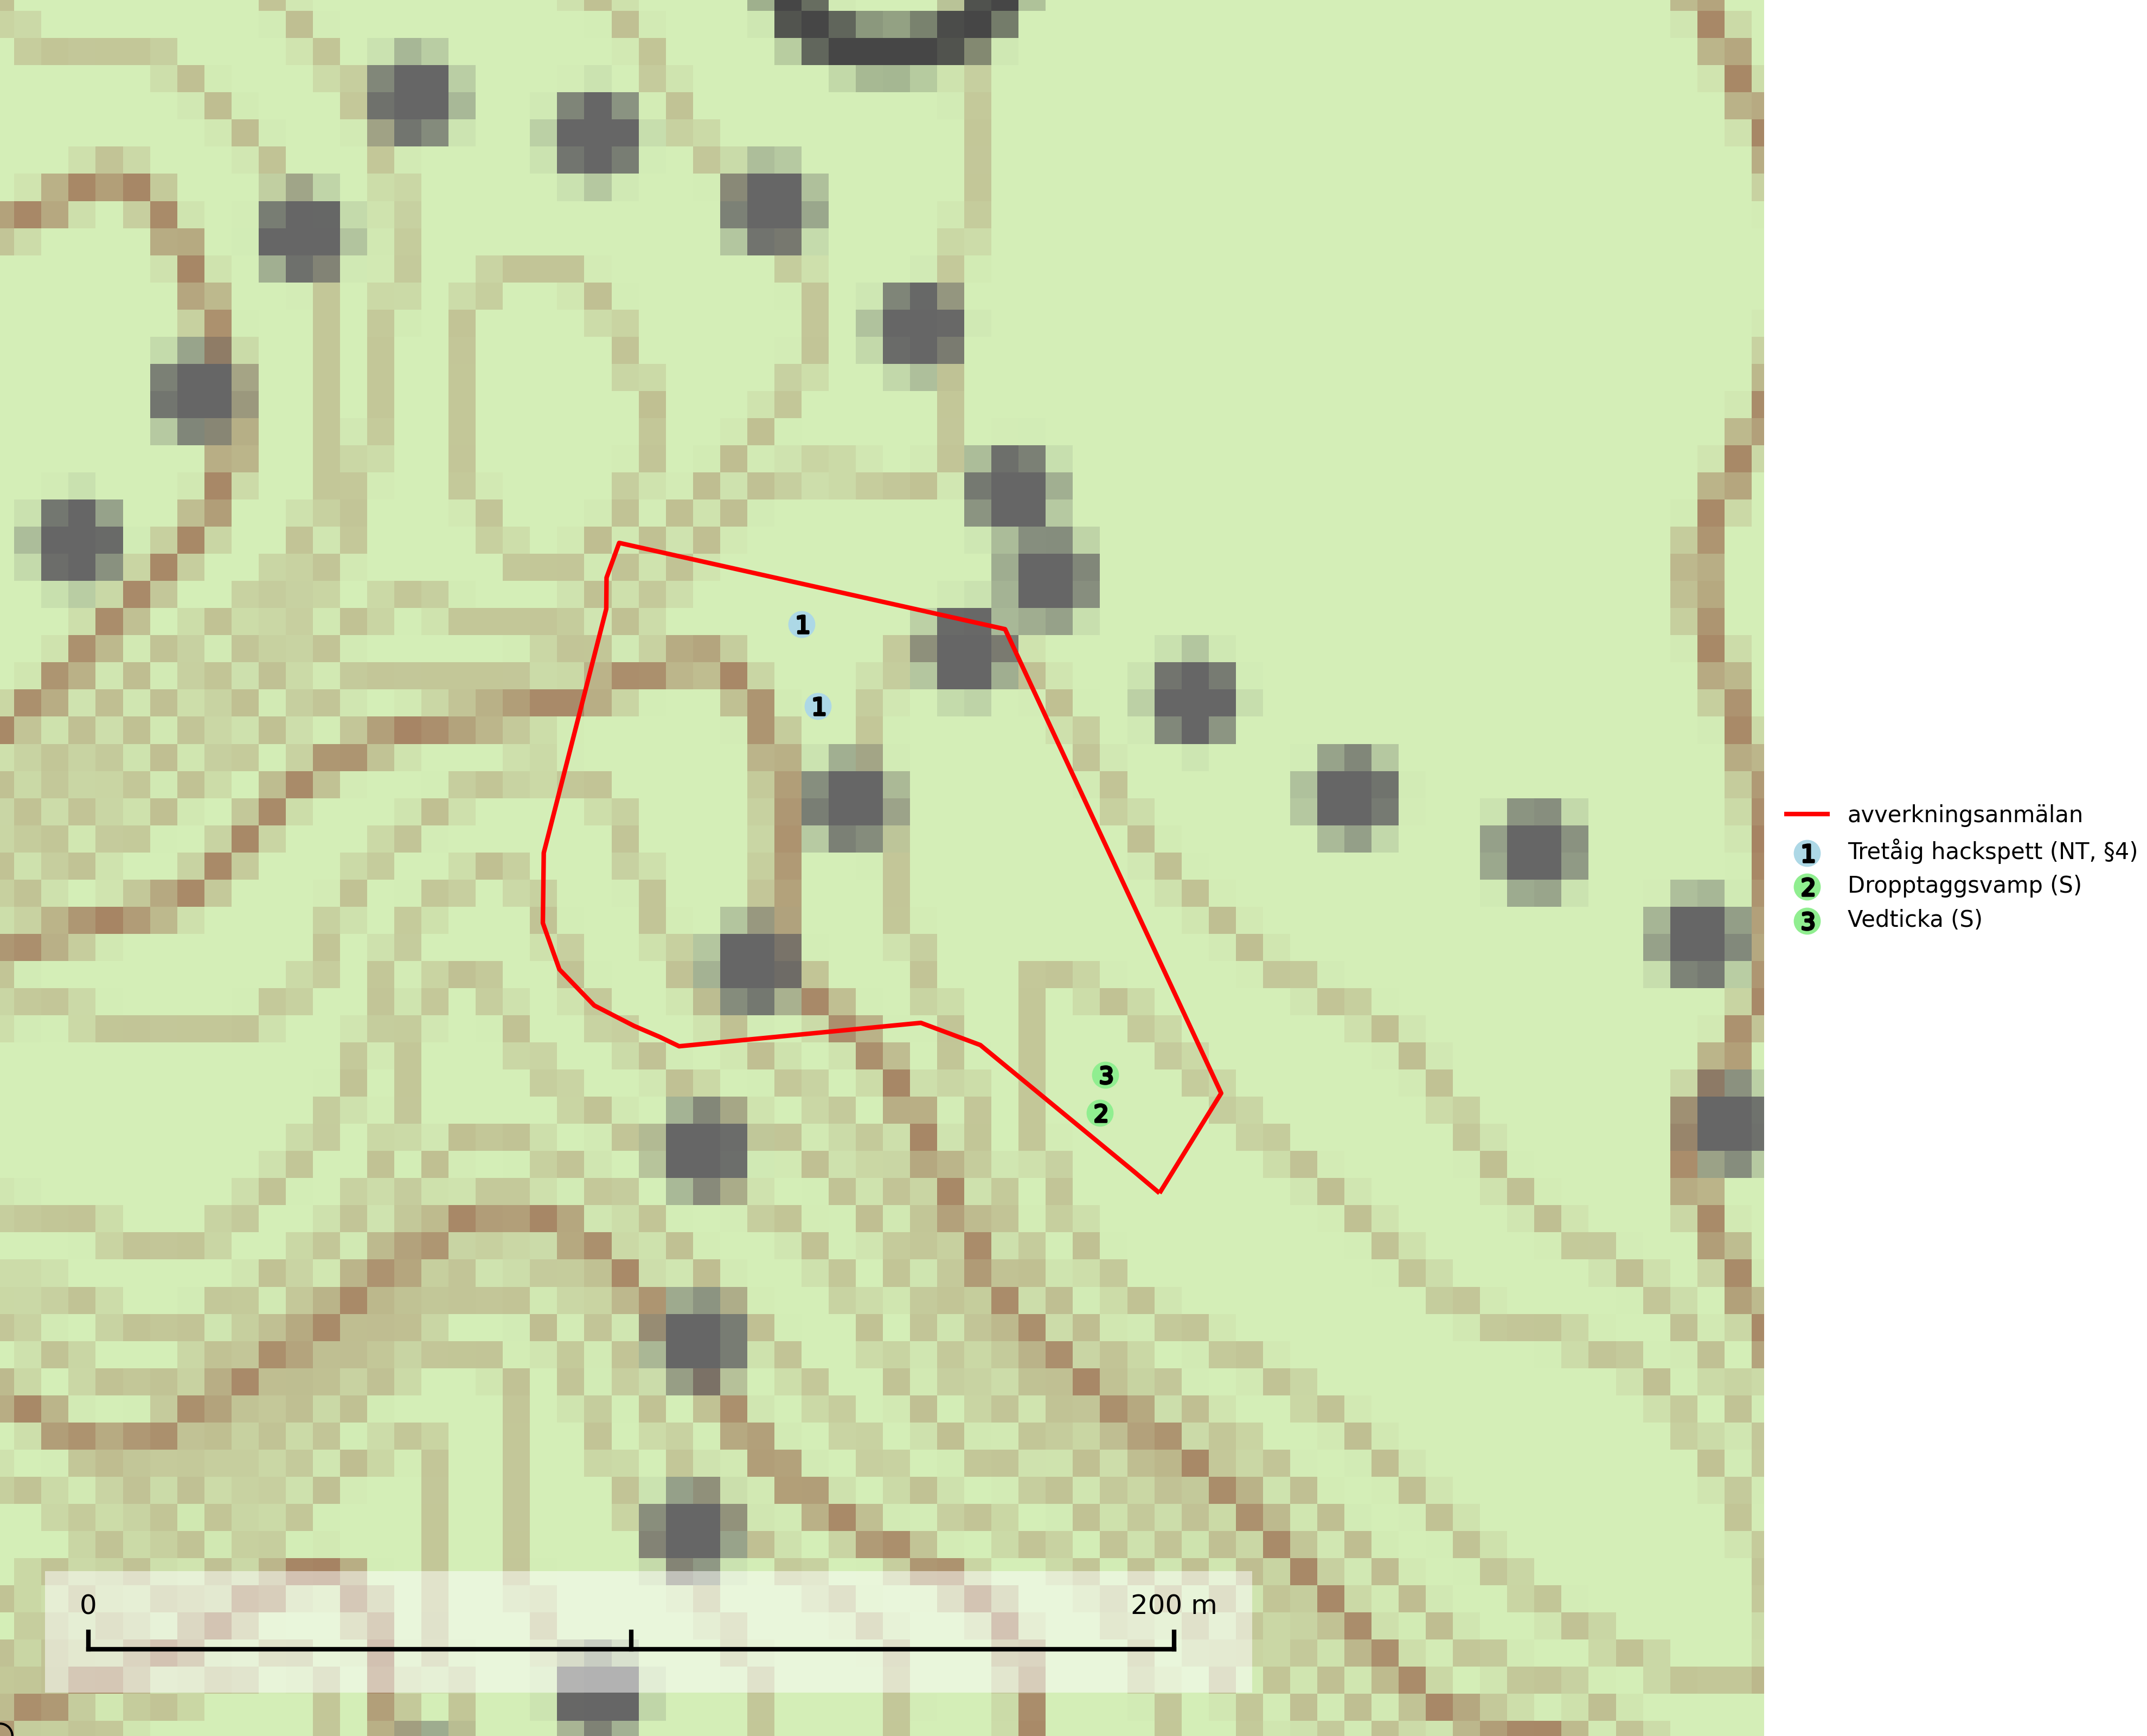 1
1
3
2
0 200 m
avverkningsanmälan
1 Tretåig hackspett (NT, §4)
2 Dropptaggsvamp (S)
3 Vedticka (S)